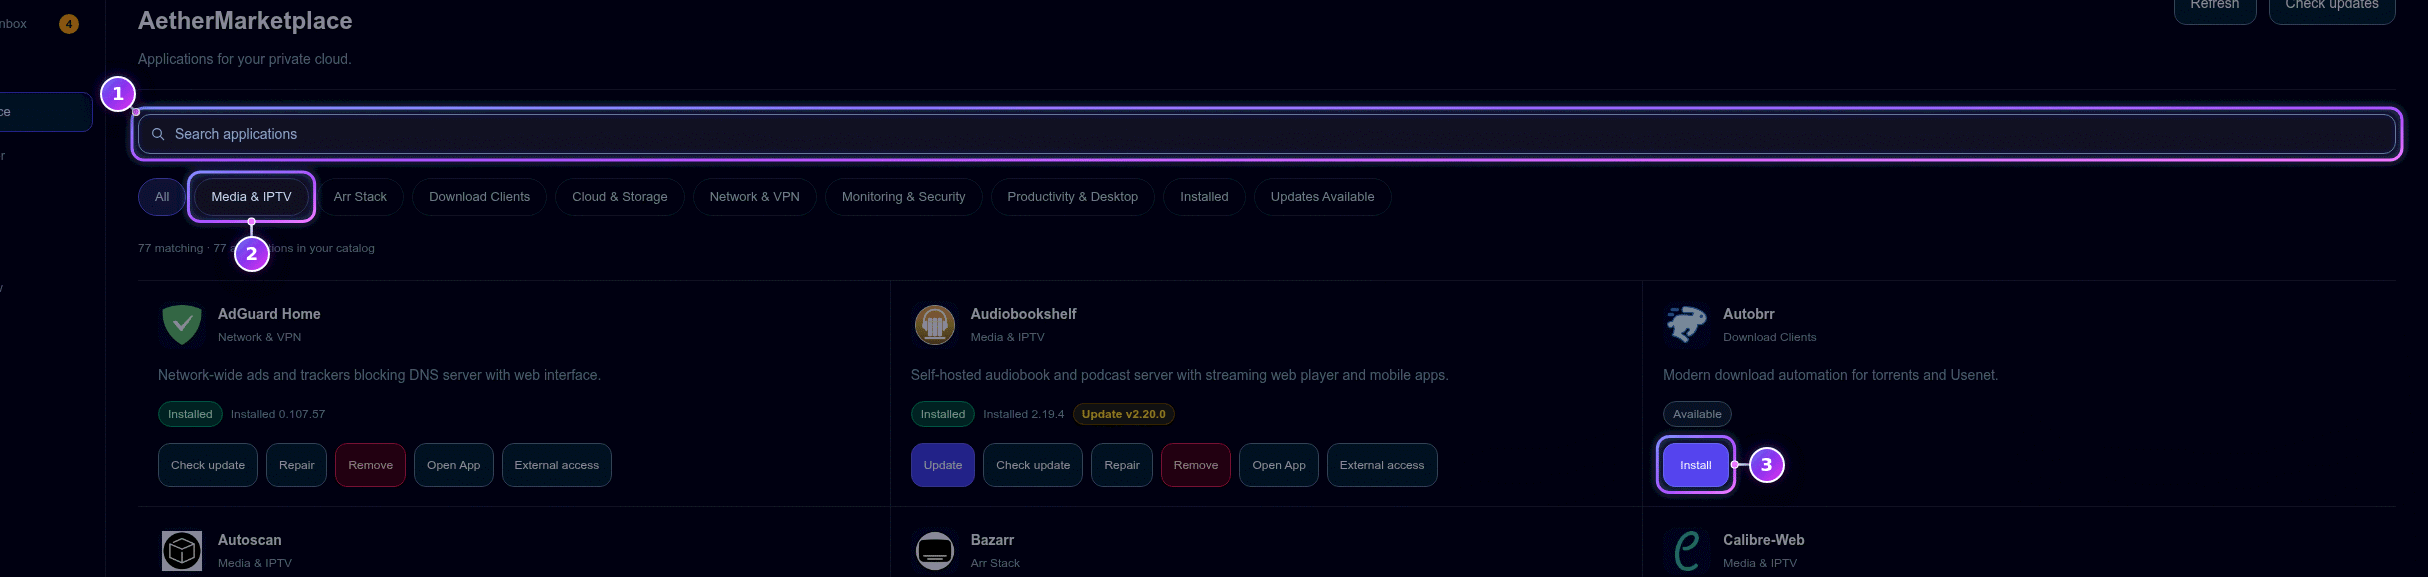 nbox 4
AetherMarketplace
Refresh Check updates
Applications for your private cloud.
1
ce
Search applications
r
All Media & IPTV Arr Stack Download Clients Cloud & Storage Network & VPN Monitoring & Security Productivity & Desktop Installed Updates Available
77 matching · 77 a ions in your catalog
2
AdGuard Home
Network & VPN
Network-wide ads and trackers blocking DNS server with web interface.
Installed Installed 0.107.57
Check update Repair Remove Open App External access
Audiobookshelf
Media & IPTV
Self-hosted audiobook and podcast server with streaming web player and mobile apps.
Installed Installed 2.19.4 Update v2.20.0
Update Check update Repair Remove Open App External access
Autobrr
Download Clients
Modern download automation for torrents and Usenet.
Available
Install 3
Autoscan
Media & IPTV
Bazarr
Arr Stack
Calibre-Web
Media & IPTV